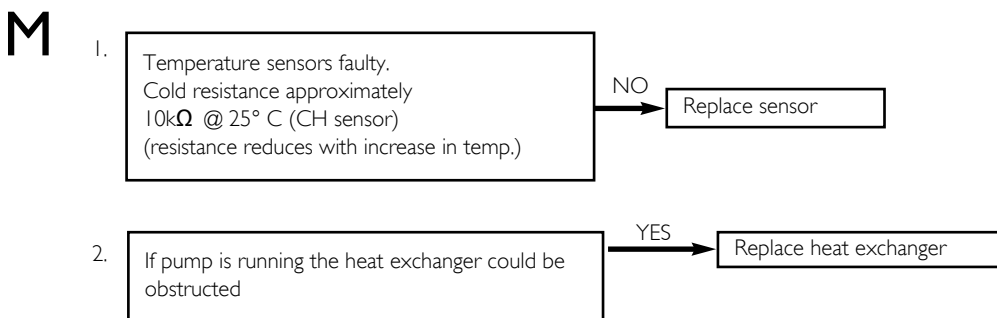 M
1.
Temperature sensors faulty.
Cold resistance approximately
10kΩ @ 25° C (CH sensor)
(resistance reduces with increase in temp.)
NO
Replace sensor
2.
If pump is running the heat exchanger could be
obstructed
YES
Replace heat exchanger